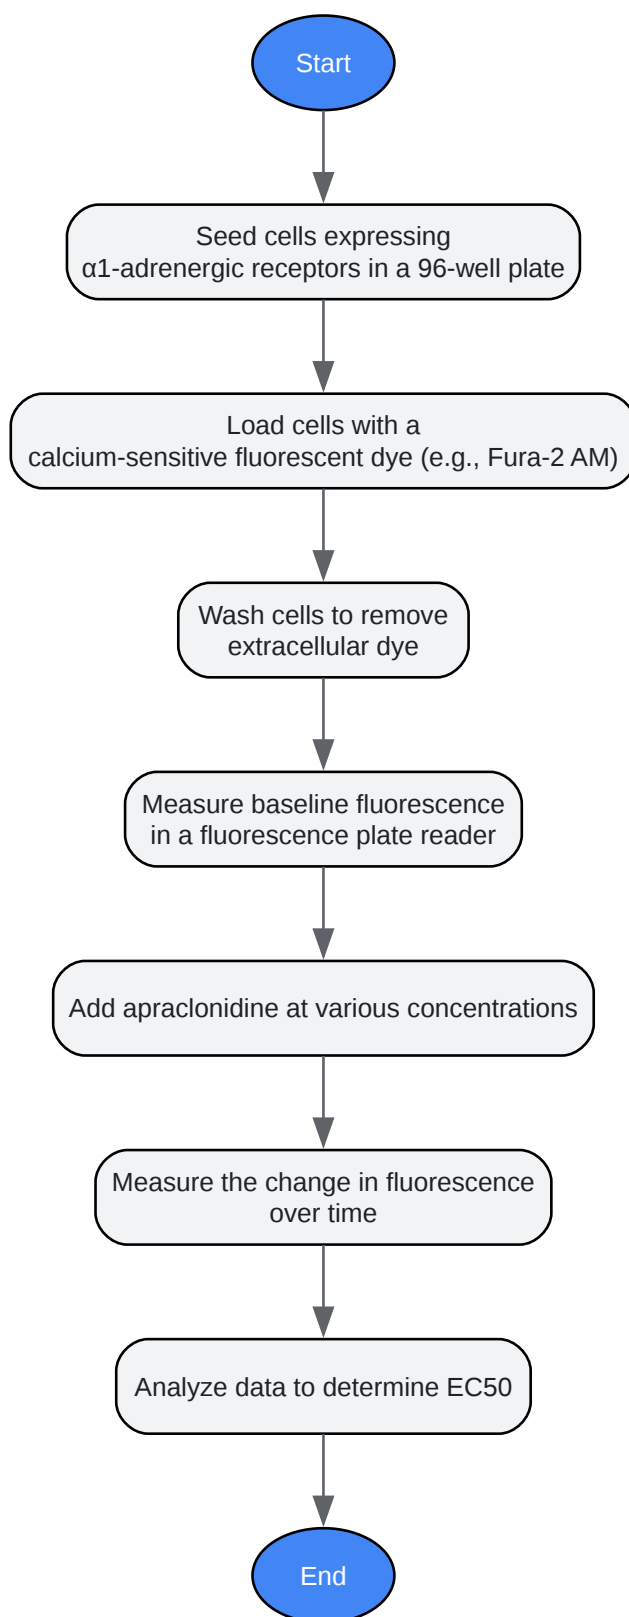 Start
Seed cells expressing
α1-adrenergic receptors in a 96-well plate
Load cells with a
calcium-sensitive fluorescent dye (e.g., Fura-2 AM)
Wash cells to remove
extracellular dye
Measure baseline fluorescence
in a fluorescence plate reader
Add apraclonidine at various concentrations
Measure the change in fluorescence
over time
Analyze data to determine EC50
End